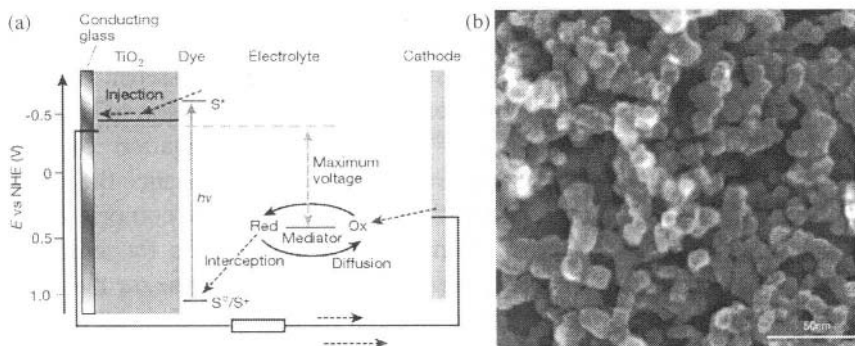 (a)
Conducting
glass
TiO₂ Dye Electrolyte Cathode
Injection
S*
-0.5
0
0.5
1.0
E vs NHE (V)
hν
Maximum
voltage
Red Ox
Mediator
Interception
Diffusion
S°/S⁺
(b)
50nm